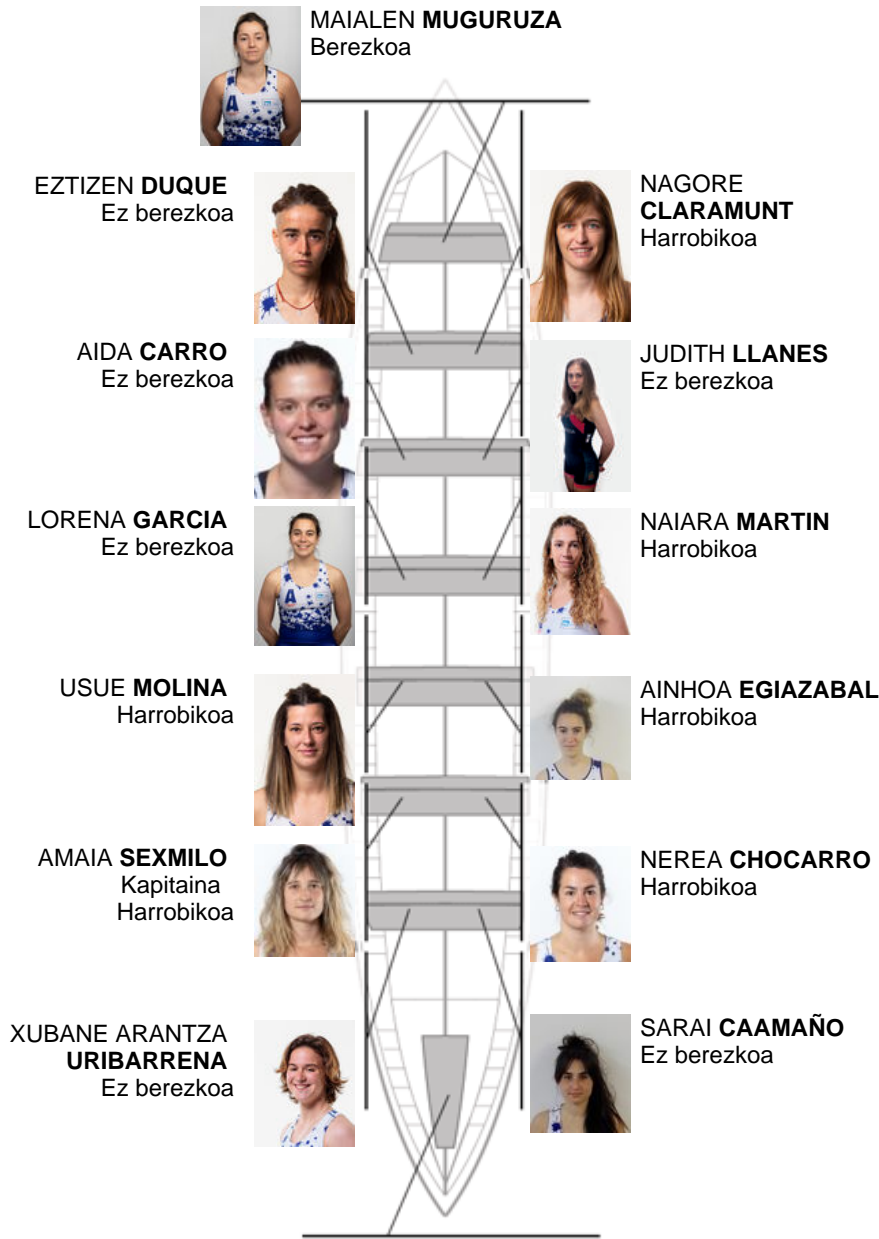 MAIALEN MUGURUZA
Berezkoa
EZTIZEN DUQUE
Ez berezkoa
NAGORE
CLARAMUNT
Harrobikoa
AIDA CARRO
Ez berezkoa
JUDITH LLANES
Ez berezkoa
LORENA GARCIA
Ez berezkoa
NAIARA MARTIN
Harrobikoa
USUE MOLINA
Harrobikoa
AINHOA EGIAZABAL
Harrobikoa
AMAIA SEXMILO
Kapitaina
Harrobikoa
NEREA CHOCARRO
Harrobikoa
XUBANE ARANTZA
URIBARRENA
Ez berezkoa
SARAI CAAMAÑO
Ez berezkoa